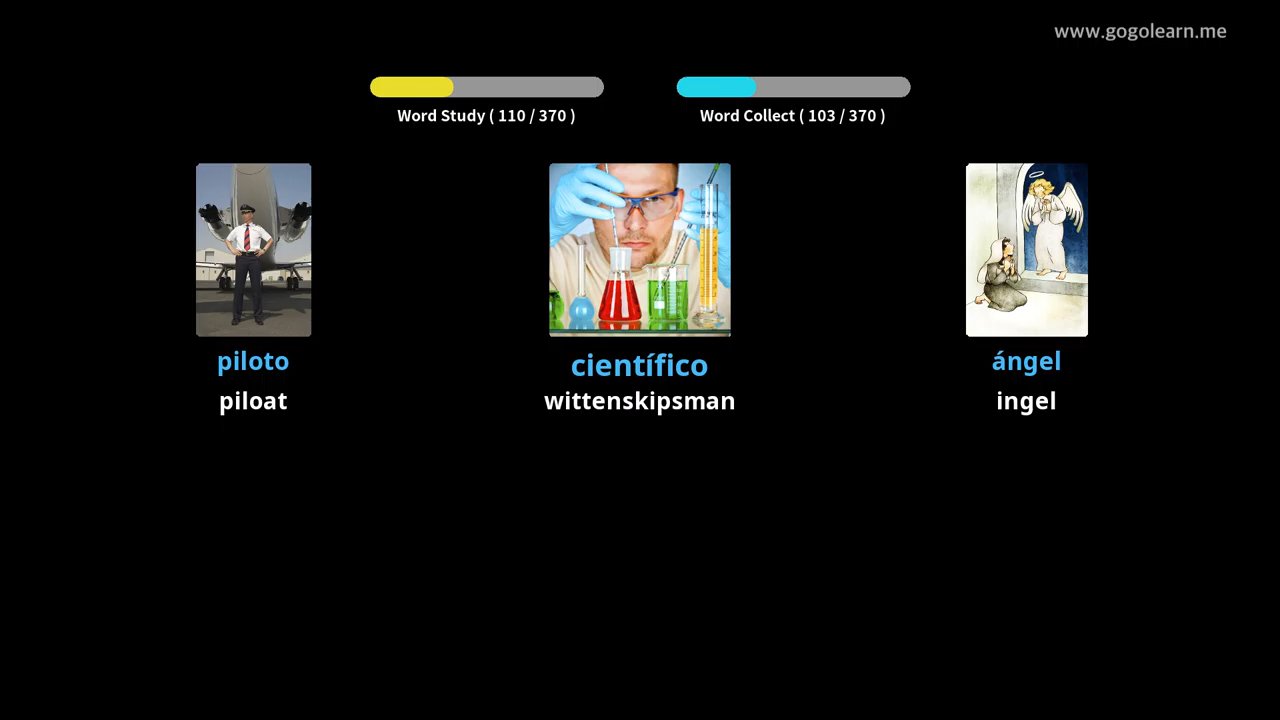 www.gogolearn.me
Word Study ( 110 / 370 )
Word Collect ( 103 / 370 )
piloto
científico
ángel
piloat
wittenskipsman
ingel